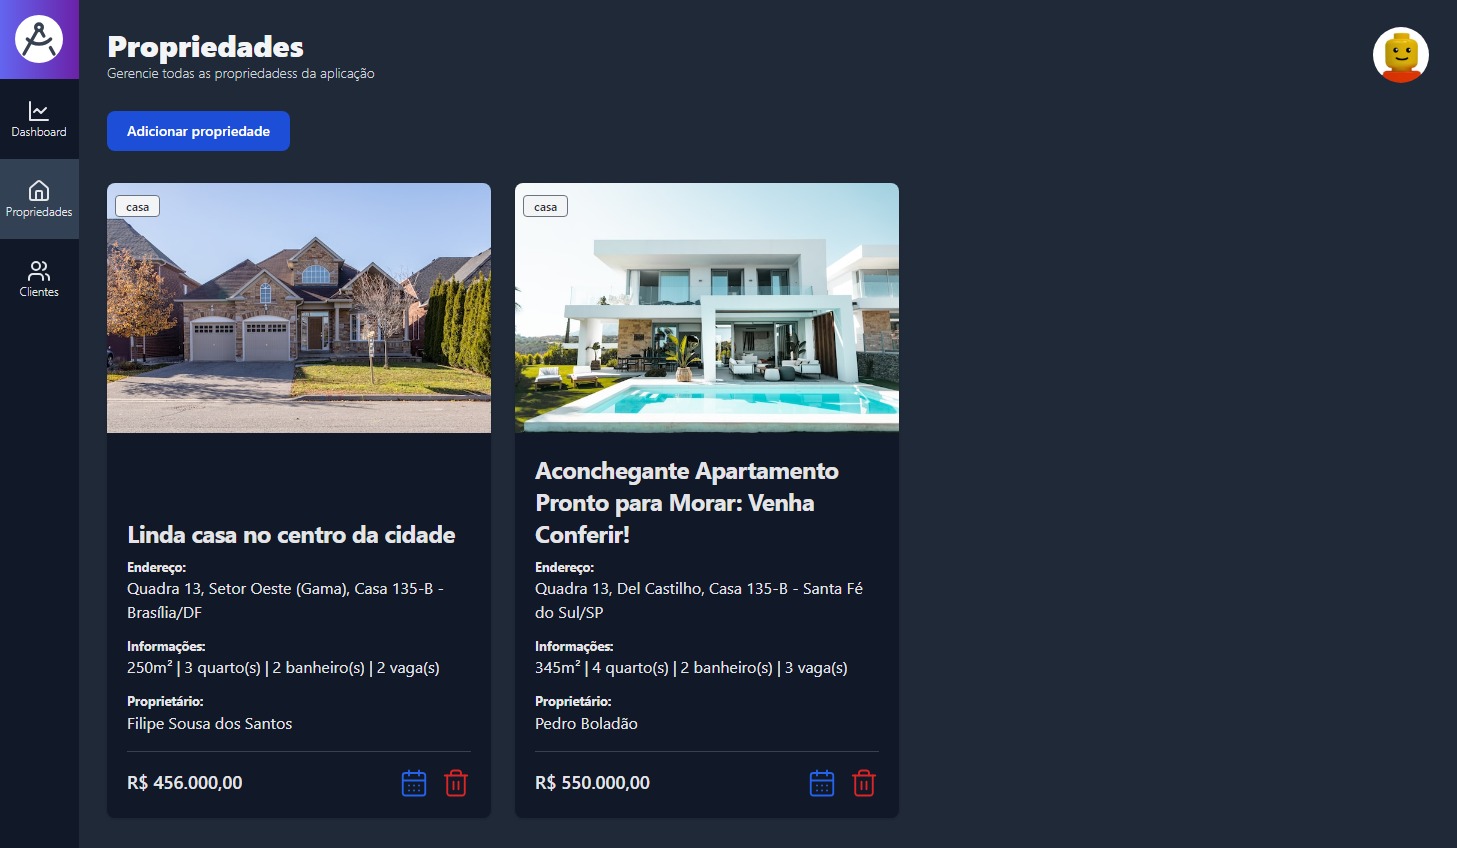 Propriedades
Gerencie todas as propriedadess da aplicação
Dashboard
Propriedades
Clientes
Adicionar propriedade
casa
Linda casa no centro da cidade
Endereço:
Quadra 13, Setor Oeste (Gama), Casa 135-B -
Brasília/DF
Informações:
250m² | 3 quarto(s) | 2 banheiro(s) | 2 vaga(s)
Proprietário:
Filipe Sousa dos Santos
R$ 456.000,00
casa
Aconchegante Apartamento
Pronto para Morar: Venha
Conferir!
Endereço:
Quadra 13, Del Castilho, Casa 135-B - Santa Fé
do Sul/SP
Informações:
345m² | 4 quarto(s) | 2 banheiro(s) | 3 vaga(s)
Proprietário:
Pedro Boladão
R$ 550.000,00